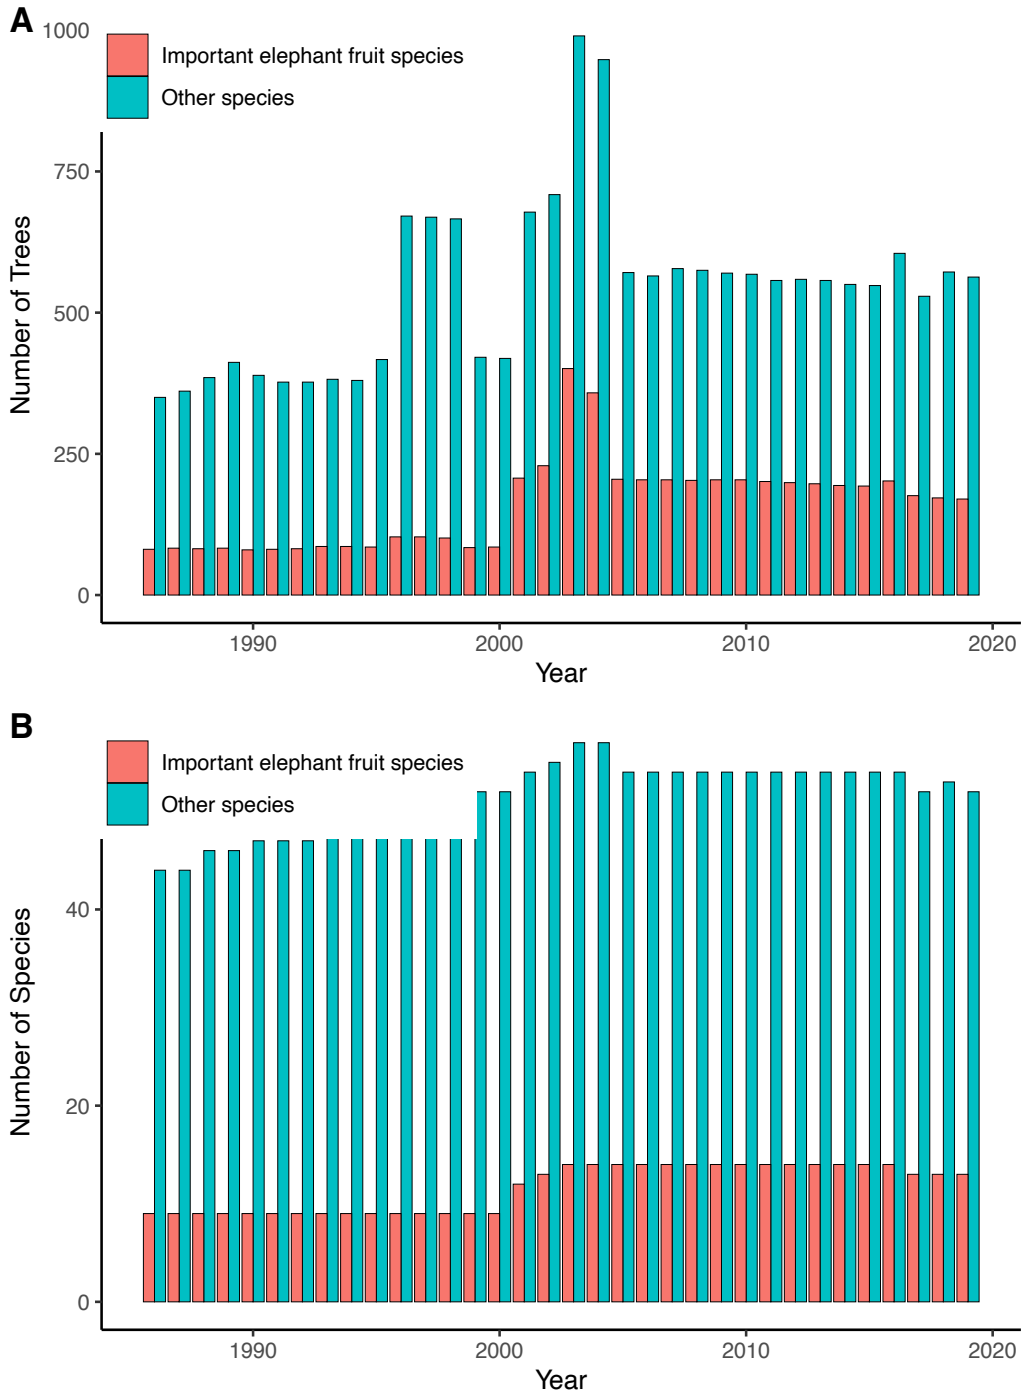 A
1000
Important elephant fruit species
Other species
750
500
250
0
Number of Trees
1990 2000 2010 2020
Year
B
Important elephant fruit species
Other species
40
20
0
Number of Species
1990 2000 2010 2020
Year